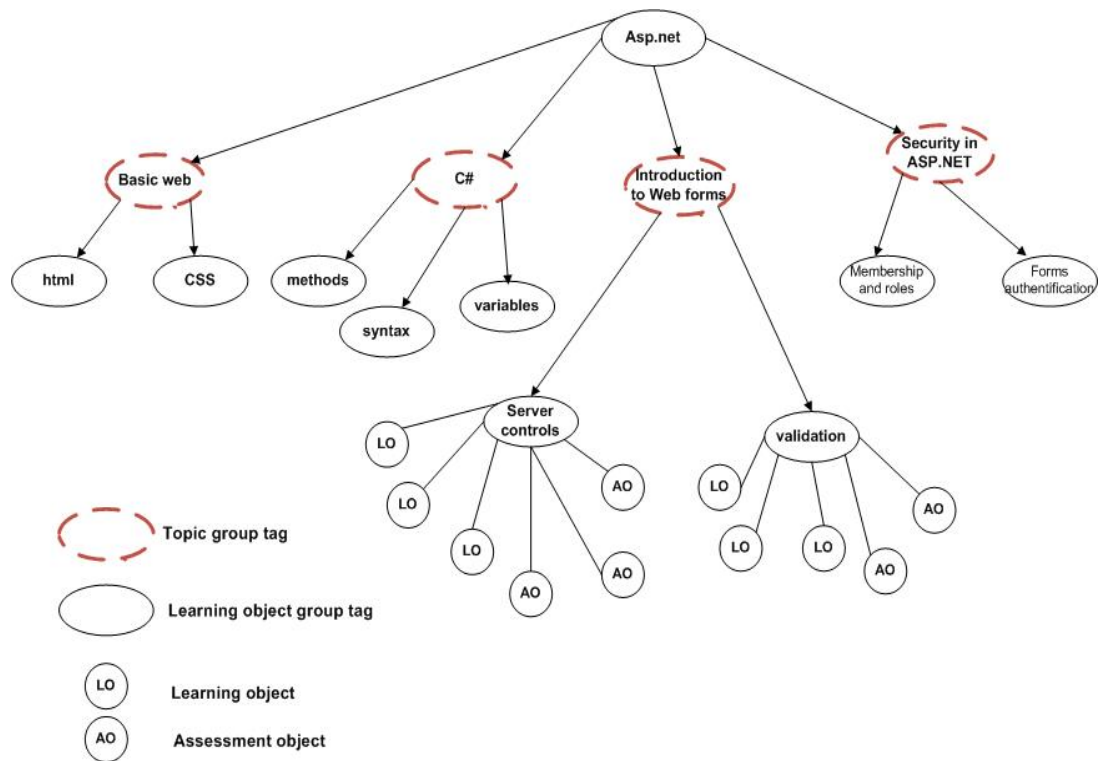 Asp.net
Basic web
C#
Introduction
to Web forms
Security in
ASP.NET
html
CSS
methods
syntax
variables
Membership
and roles
Forms
authentification
Server
controls
validation
LO
LO
LO
AO
AO
AO
LO
LO
LO
AO
AO
Topic group tag
Learning object group tag
LO
Learning object
AO
Assessment object